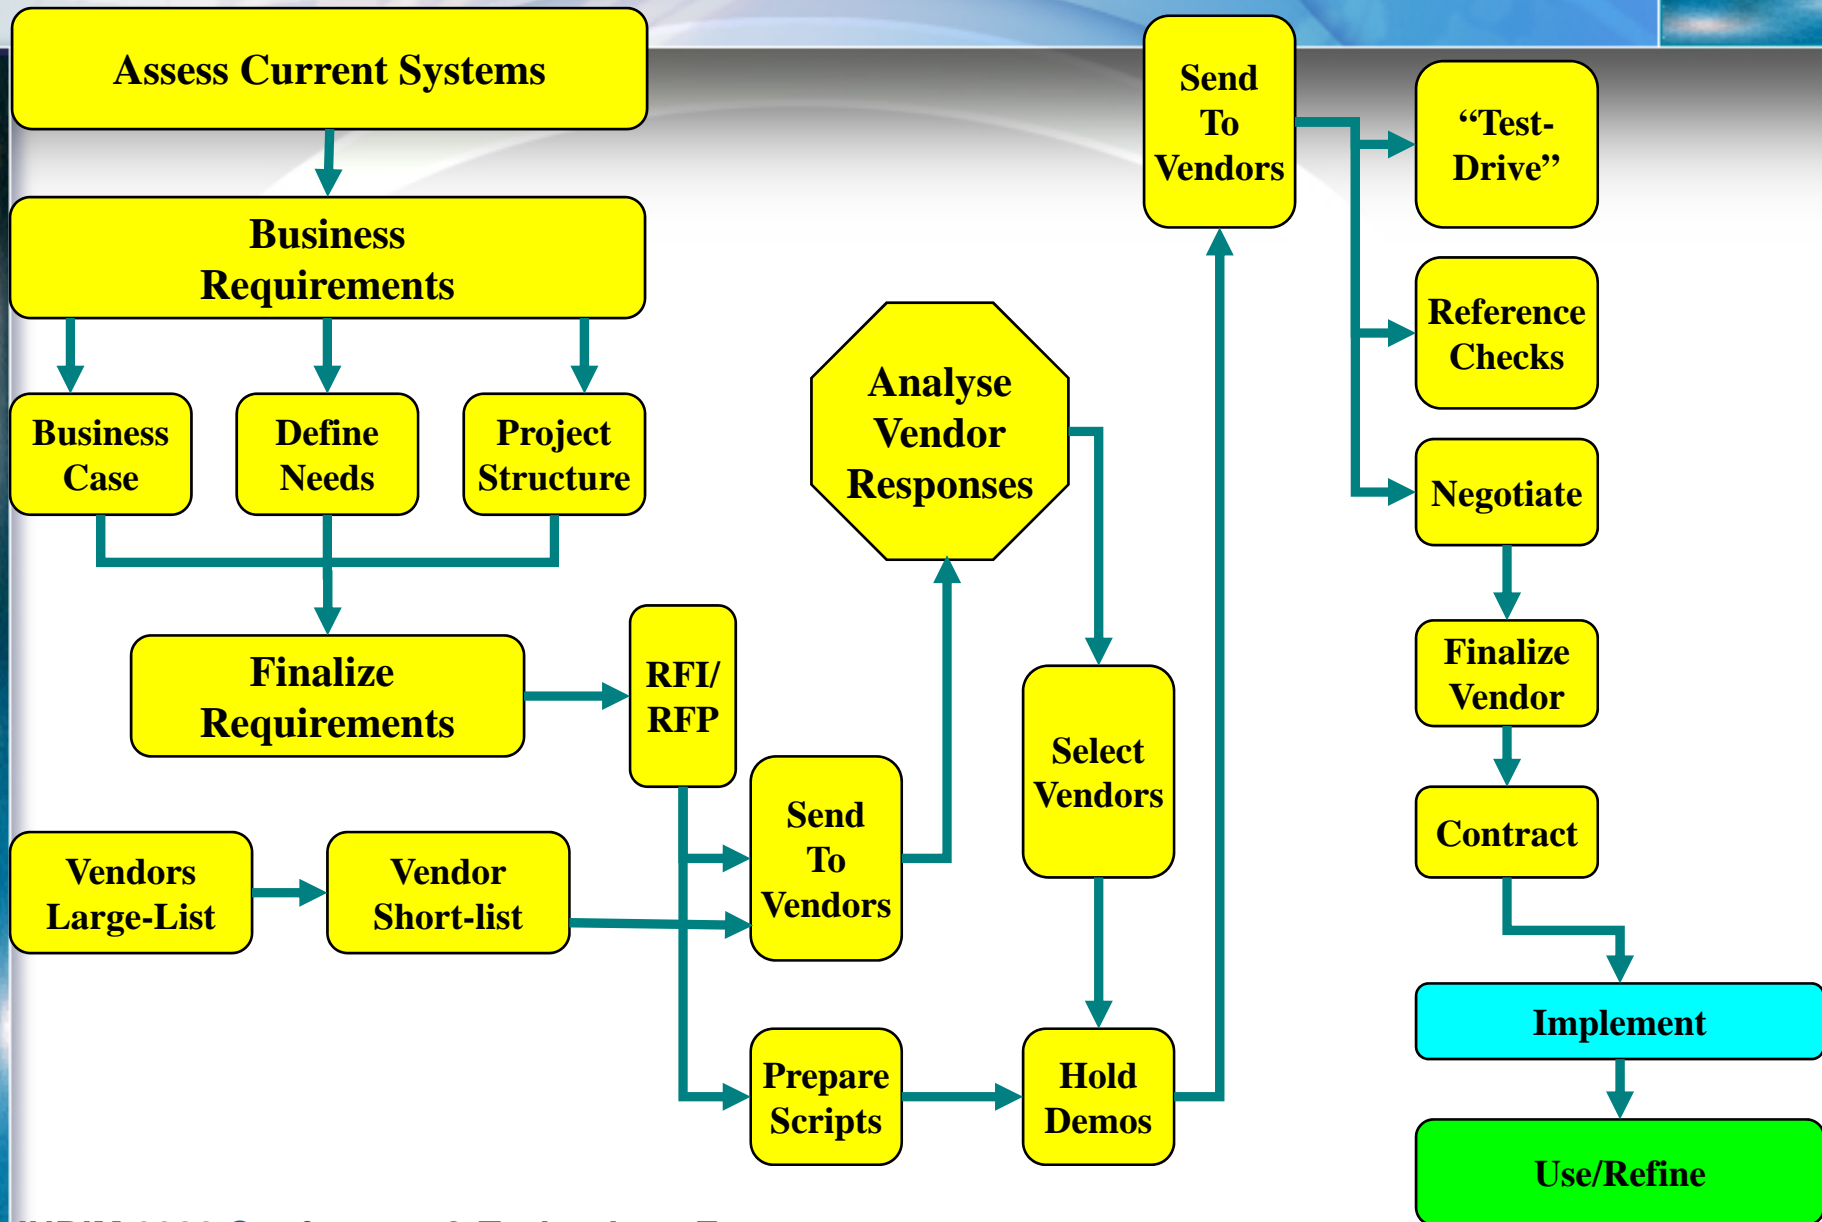 Assess Current Systems
Business
Requirements
Business
Case
Define
Needs
Project
Structure
Finalize
Requirements
RFI/
RFP
Vendors
Large-List
Vendor
Short-list
Send
To
Vendors
Prepare
Scripts
Analyse
Vendor
Responses
Select
Vendors
Hold
Demos
Send
To
Vendors
“Test-
Drive”
Reference
Checks
Negotiate
Finalize
Vendor
Contract
Implement
Use/Refine